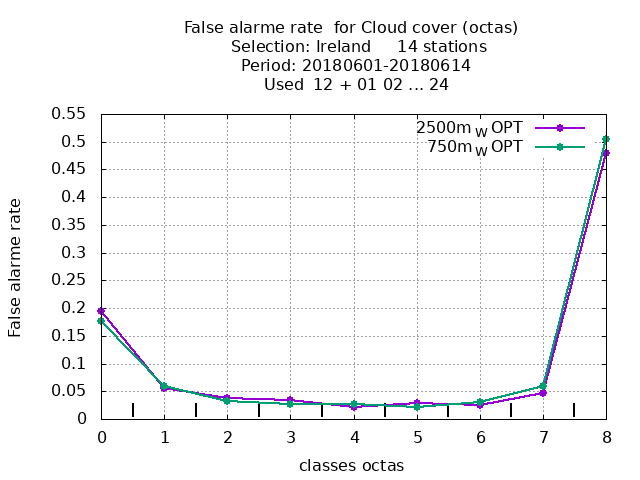 False alarme rate  for Cloud cover (octas)
Selection: Ireland     14 stations
Period: 20180601-20180614
Used  12 + 01 02 ... 24
2500m W OPT
750m W OPT
0.55
0.5
0.45
0.4
0.35
0.3
0.25
0.2
0.15
0.1
0.05
0
False alarme rate
0 1 2 3 4 5 6 7 8
classes octas